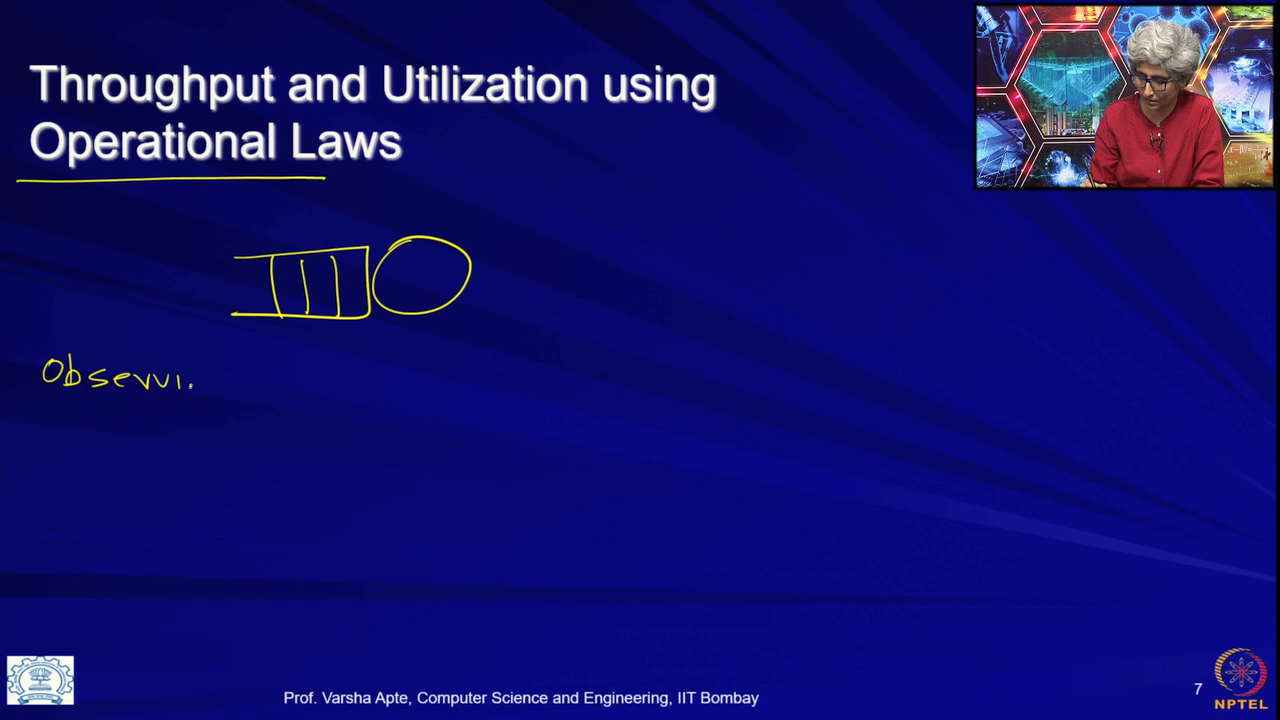 Throughput and Utilization using
Operational Laws
Observi.
Prof. Varsha Apte, Computer Science and Engineering, IIT Bombay
7
NPTEL